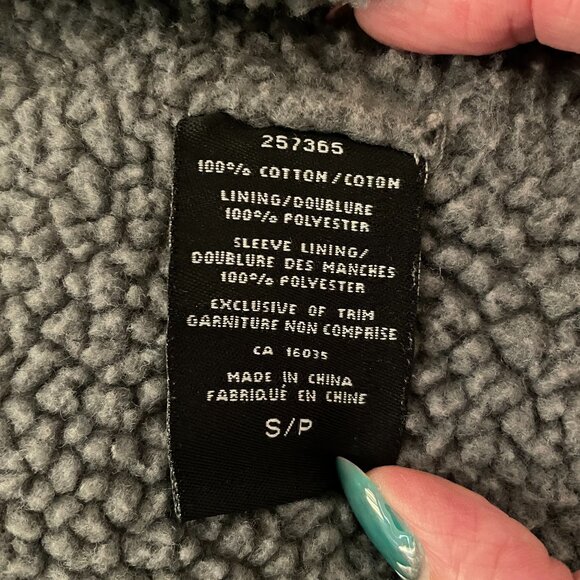 257365
100% COTTON/COTON
LINING/DOUBLURE
100% POLYESTER
SLEEVE LINING/
DOUBLURE DES MANCHES
100% POLYESTER
EXCLUSIVE OF TRIM
GARNITURE NON COMPRISE
CA 16035
MADE IN CHINA
FABRIQUÉ EN CHINE
S/P